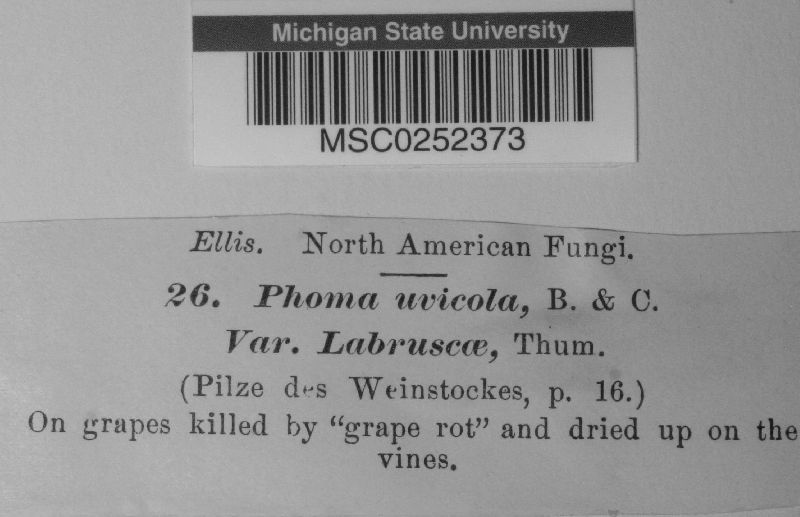 Michigan State University
MSC0252373
Ellis. North American Fungi.
26. Phoma uvicola, B. & C.
Var. Labruscæ, Thum.
(Pilze des Weinstockes, p. 16.)
On grapes killed by “grape rot” and dried up on the
vines.